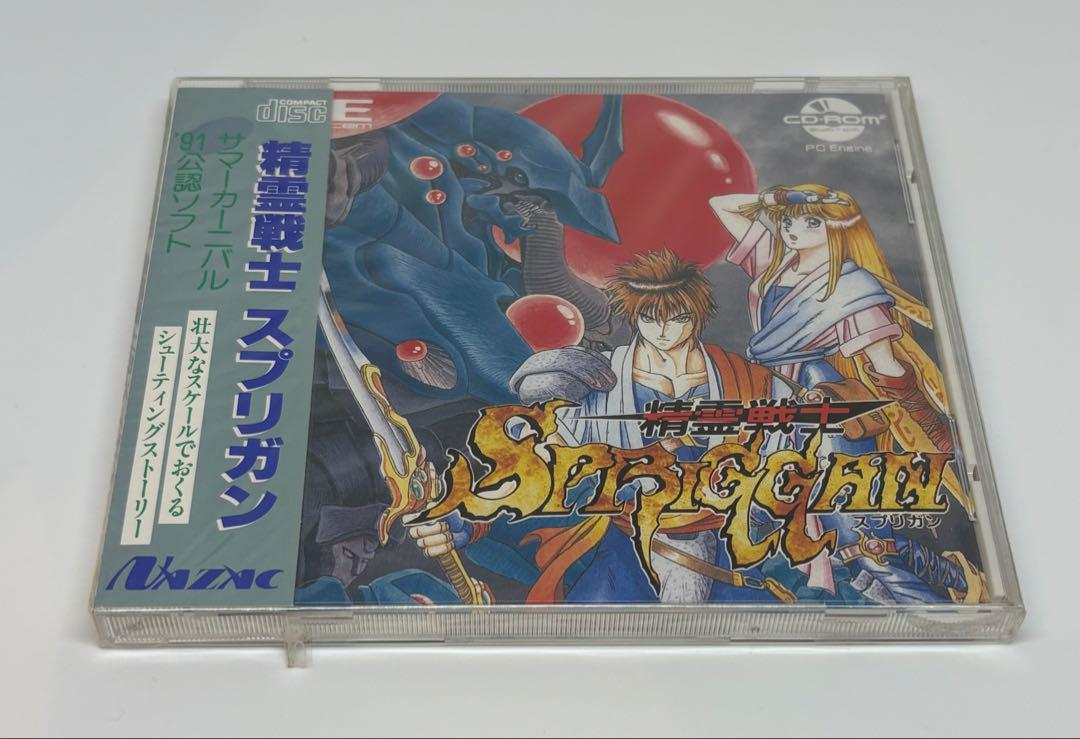 COMPACT
disc
精霊戦士 スプリガン
サマーカーニバル
'91公認ソフト
壮大なスケールでおくる
シューティングストーリー
NAXAT
E
CD-ROM²
PC Engine
精霊戦士
SPRIGGAN
スプリガン